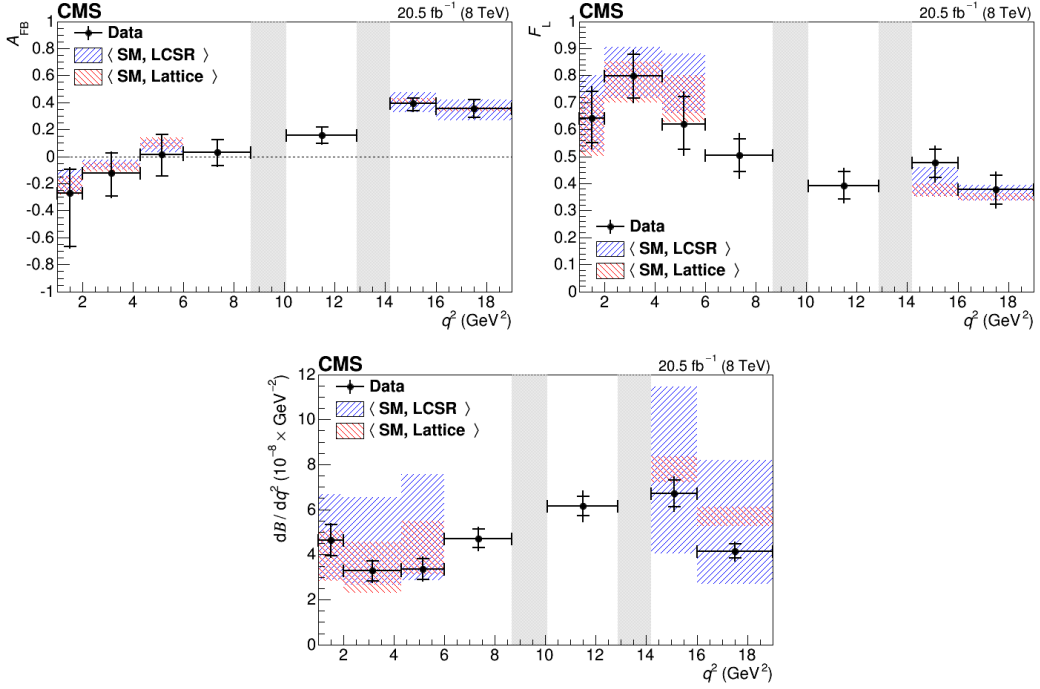 CMS
20.5 fb⁻¹ (8 TeV)
A_FB
1
0.8
0.6
0.4
0.2
0
-0.2
-0.4
-0.6
-0.8
-1
Data
⟨ SM, LCSR ⟩
⟨ SM, Lattice ⟩
2 4 6 8 10 12 14 16 18
q² (GeV²)
CMS
20.5 fb⁻¹ (8 TeV)
F_L
1
0.9
0.8
0.7
0.6
0.5
0.4
0.3
0.2
0.1
0
Data
⟨ SM, LCSR ⟩
⟨ SM, Lattice ⟩
2 4 6 8 10 12 14 16 18
q² (GeV²)
CMS
20.5 fb⁻¹ (8 TeV)
dB / dq² (10⁻⁸ × GeV⁻²)
12
10
8
6
4
2
0
Data
⟨ SM, LCSR ⟩
⟨ SM, Lattice ⟩
2 4 6 8 10 12 14 16 18
q² (GeV²)